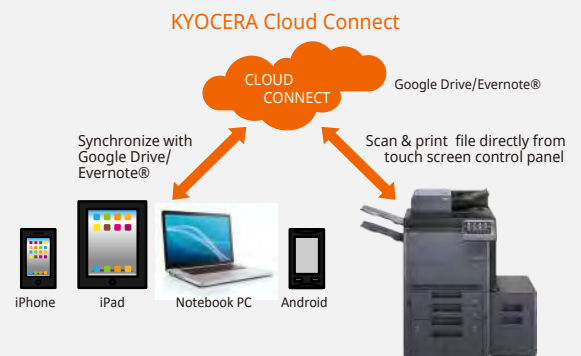 KYOCERA Cloud Connect
CLOUD
CONNECT
Google Drive/Evernote®
Synchronize with
Google Drive/
Evernote®
Scan & print file directly from
touch screen control panel
iPhone
iPad
Notebook PC
Android